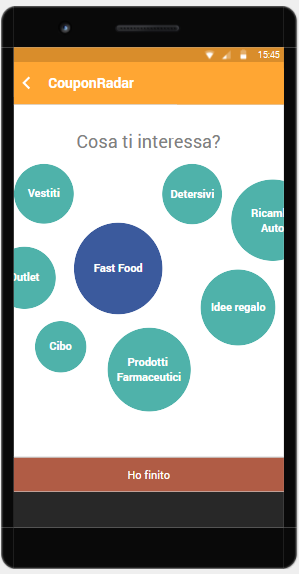 15:45
CouponRadar
Cosa ti interessa?
Vestiti
Detersivi
Ricam
Auto
Fast Food
Outlet
Idee regalo
Cibo
Prodotti
Farmaceutici
Ho finito